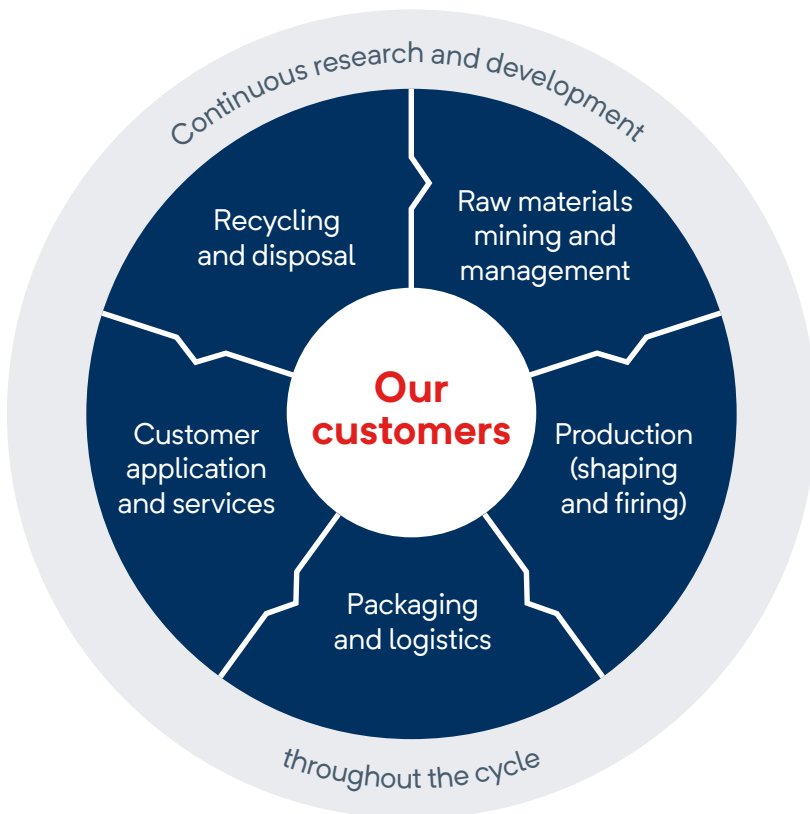 Continuous research and development
Raw materials
mining and
management
Production
(shaping
and firing)
Packaging
and logistics
Customer
application
and services
Recycling
and disposal
Our
customers
throughout the cycle